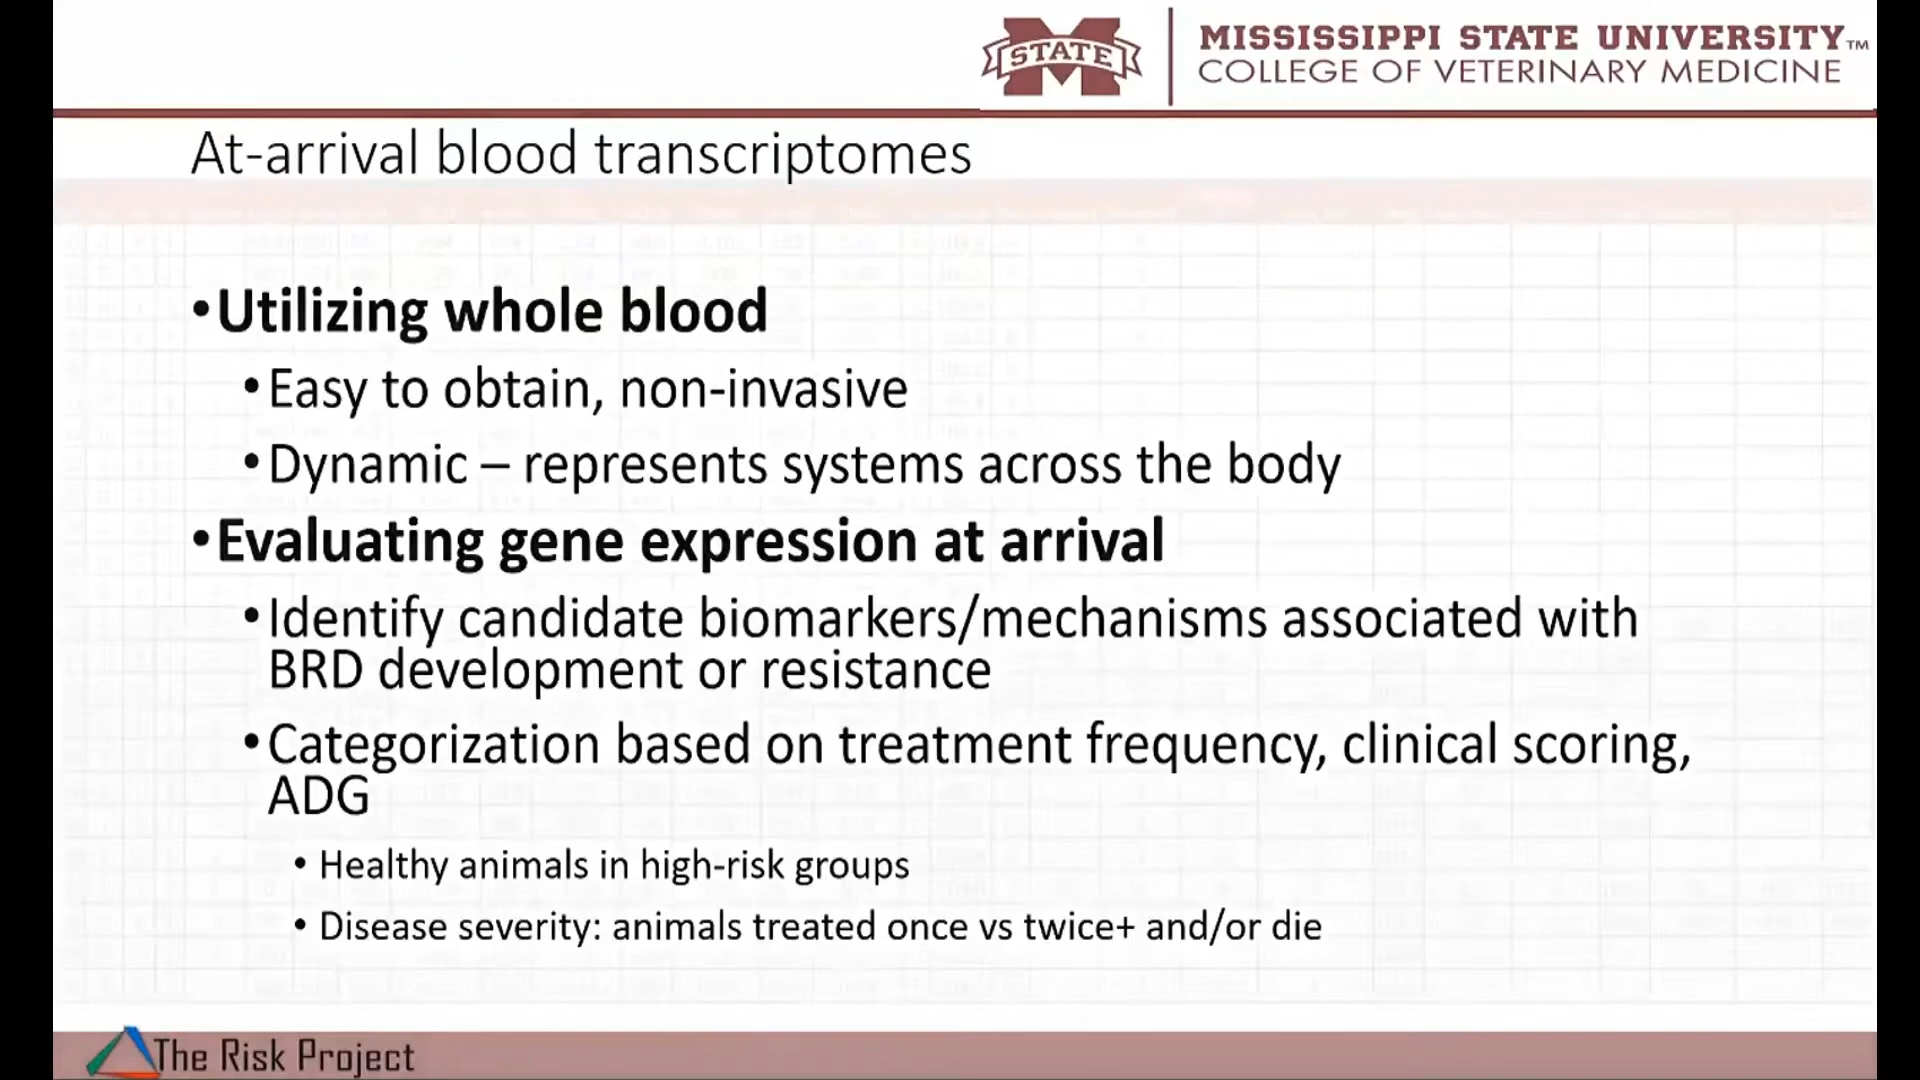 STATE
MISSISSIPPI STATE UNIVERSITY™
COLLEGE OF VETERINARY MEDICINE
At-arrival blood transcriptomes
•Utilizing whole blood
•Easy to obtain, non-invasive
•Dynamic – represents systems across the body
•Evaluating gene expression at arrival
•Identify candidate biomarkers/mechanisms associated with
BRD development or resistance
•Categorization based on treatment frequency, clinical scoring,
ADG
• Healthy animals in high-risk groups
• Disease severity: animals treated once vs twice+ and/or die
The Risk Project